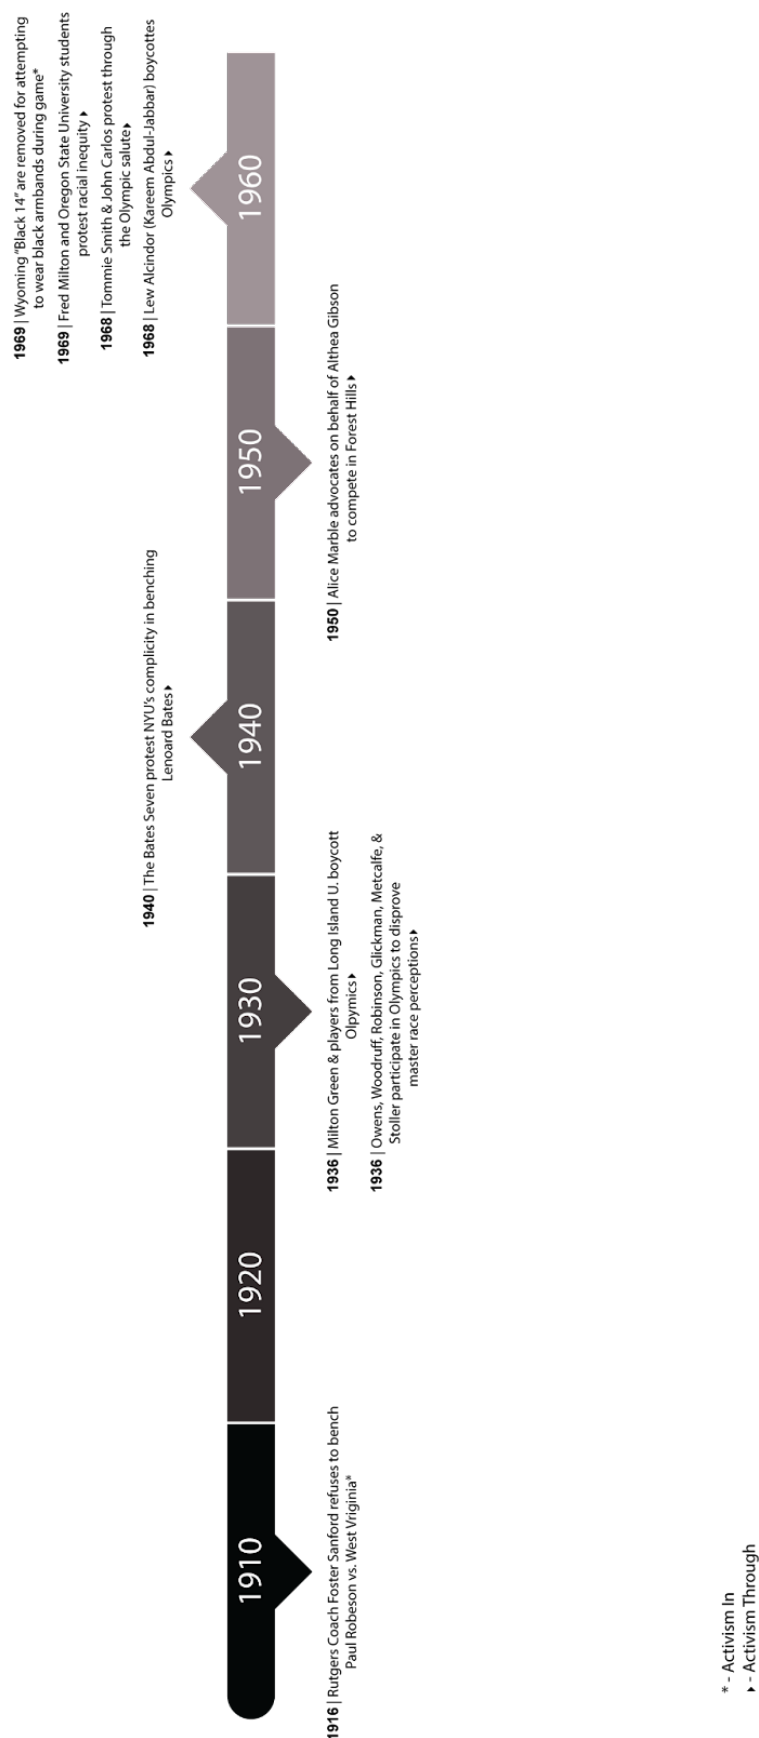 1969 | Wyoming "Black 14" are removed for attempting
to wear black armbands during game*
1969 | Fred Milton and Oregon State University students
protest racial inequity ▸
1968 | Tommie Smith & John Carlos protest through
the Olympic salute▸
1968 | Lew Alcindor (Kareem Abdul-Jabbar) boycottes
Olympics ▸
1940 | The Bates Seven protest NYU's complicity in benching
Lenoard Bates▸
1910
1920
1930
1940
1950
1960
1916 | Rutgers Coach Foster Sanford refuses to bench
Paul Robeson vs. West Vriginia*
1936 | Milton Green & players from Long Island U. boycott
Olpymics▸
1936 | Owens, Woodruff, Robinson, Glickman, Metcalfe, &
Stoller participate in Olympics to disprove
master race perceptions▸
1950 | Alice Marble advocates on behalf of Althea Gibson
to compete in Forest Hills ▸
* - Activism In
▸ - Activism Through